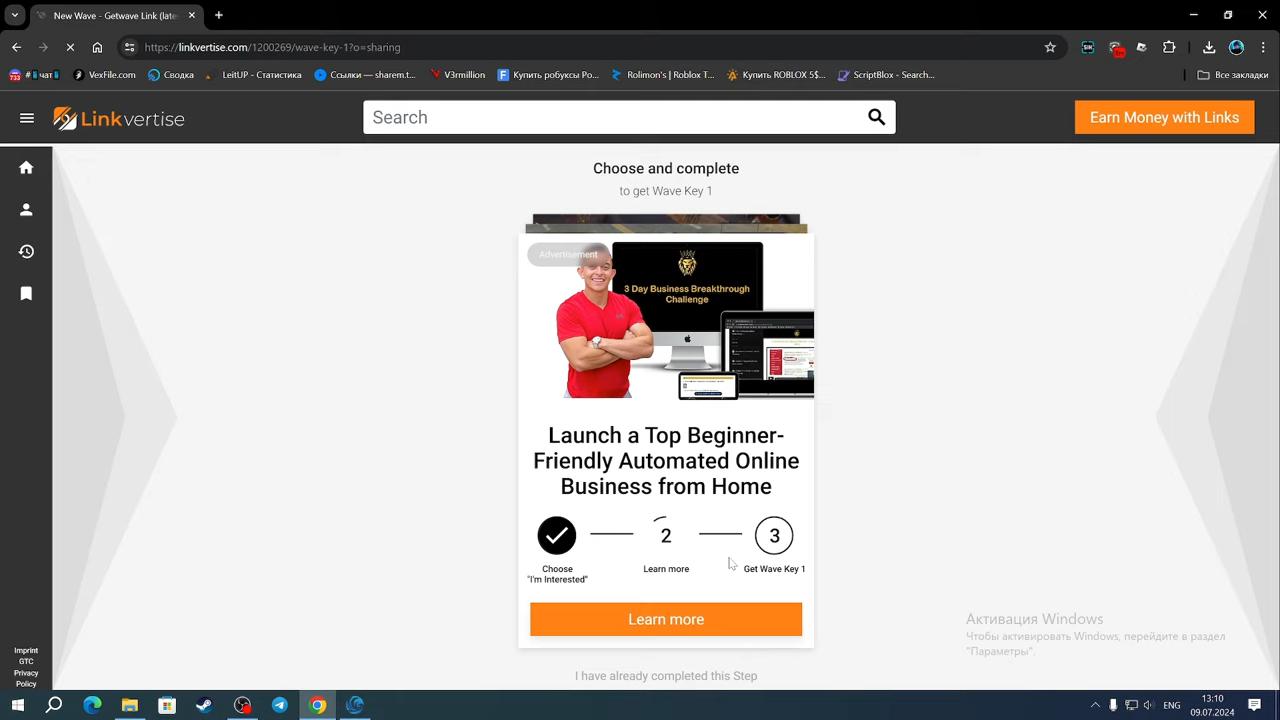 New Wave - Getwave Link (late
https://linkvertise.com/1200269/wave-key-1?o=sharing
733 #「чат」 VexFile.com Сводка LeitUP - Статистика Ссылки — sharem.t... V3rmillion Купить робуксы Ро... Rolimon's | Roblox T... Купить ROBLOX 5$... ScriptBlox - Search... Все закладки
Linkvertise Search Earn Money with Links
Choose and complete
to get Wave Key 1
Advertisement
3 Day Business Breakthrough
Challenge
Launch a Top Beginner-
Friendly Automated Online
Business from Home
2 3
Choose Learn more Get Wave Key 1
"I'm Interested"
Learn more
I have already completed this Step
Imprint
GTC
Privacy
Policy
Активация Windows
Чтобы активировать Windows, перейдите в раздел
"Параметры".
ENG
13:10
09.07.2024